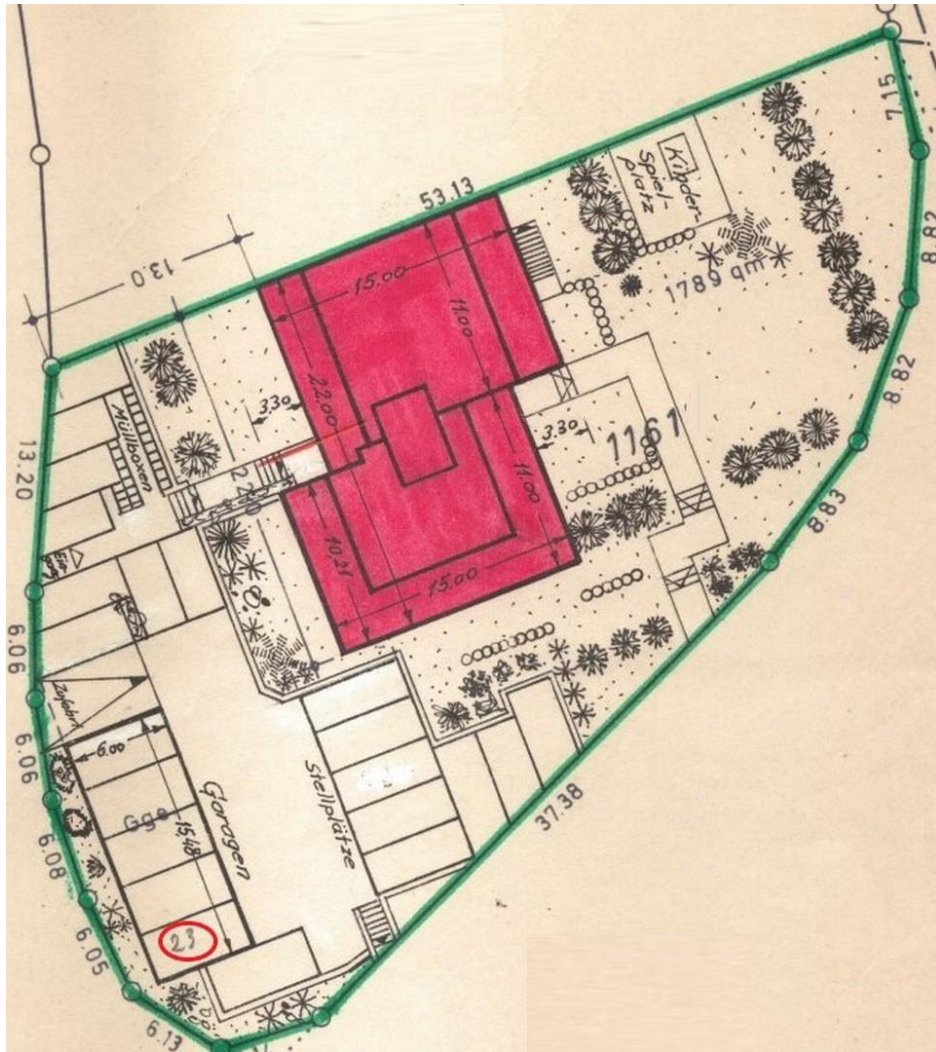 7.15
53.13
Kinder-
Spiel-
platz
8.82
13.0
1789 qm
15.00
11.00
8.82
3.30
22.00
3.30
1161
Müllboxen
13.20
11.00
8.83
10.21
15.00
6.06
Zufahrt
6.00
6.06
Stellplätze
Garagen
Gge
15.48
37.38
6.08
23
6.05
6.13